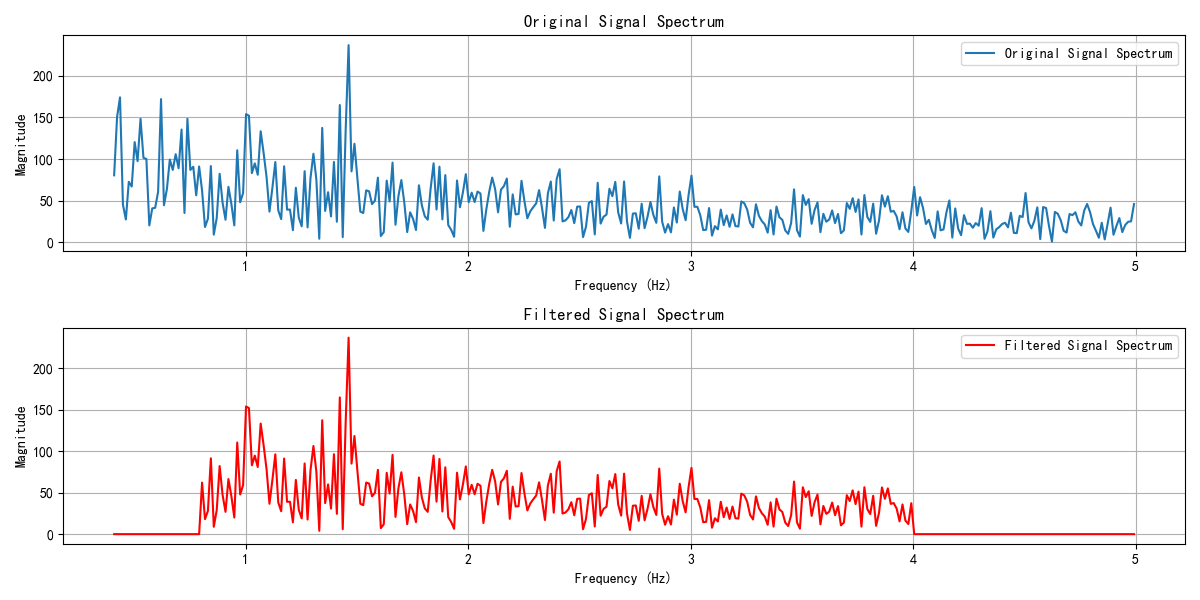 Original Signal Spectrum
Original Signal Spectrum
Magnitude
200
150
100
50
0
1
2
3
4
5
Frequency (Hz)
Filtered Signal Spectrum
Filtered Signal Spectrum
Magnitude
200
150
100
50
0
1
2
3
4
5
Frequency (Hz)